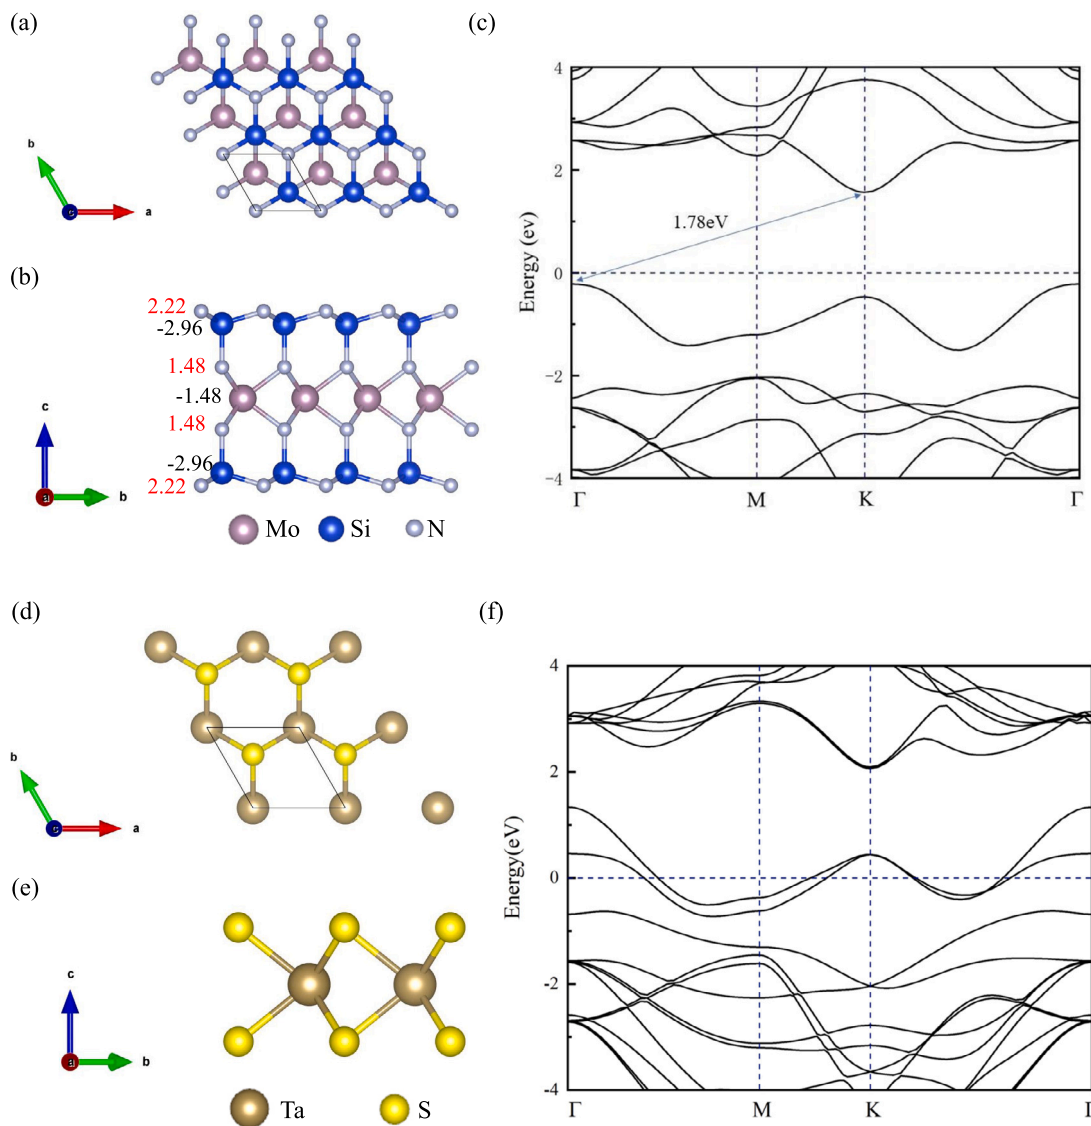 (a)
b
c
a
(b)
2.22
-2.96
1.48
-1.48
1.48
-2.96
2.22
c
a
b
Mo
Si
N
(c)
4
2
0
−2
−4
Energy (ev)
1.78eV
Γ
M
K
Γ
(d)
b
c
a
(e)
c
a
b
Ta
S
(f)
4
2
0
-2
-4
Energy(eV)
Γ
M
K
Γ